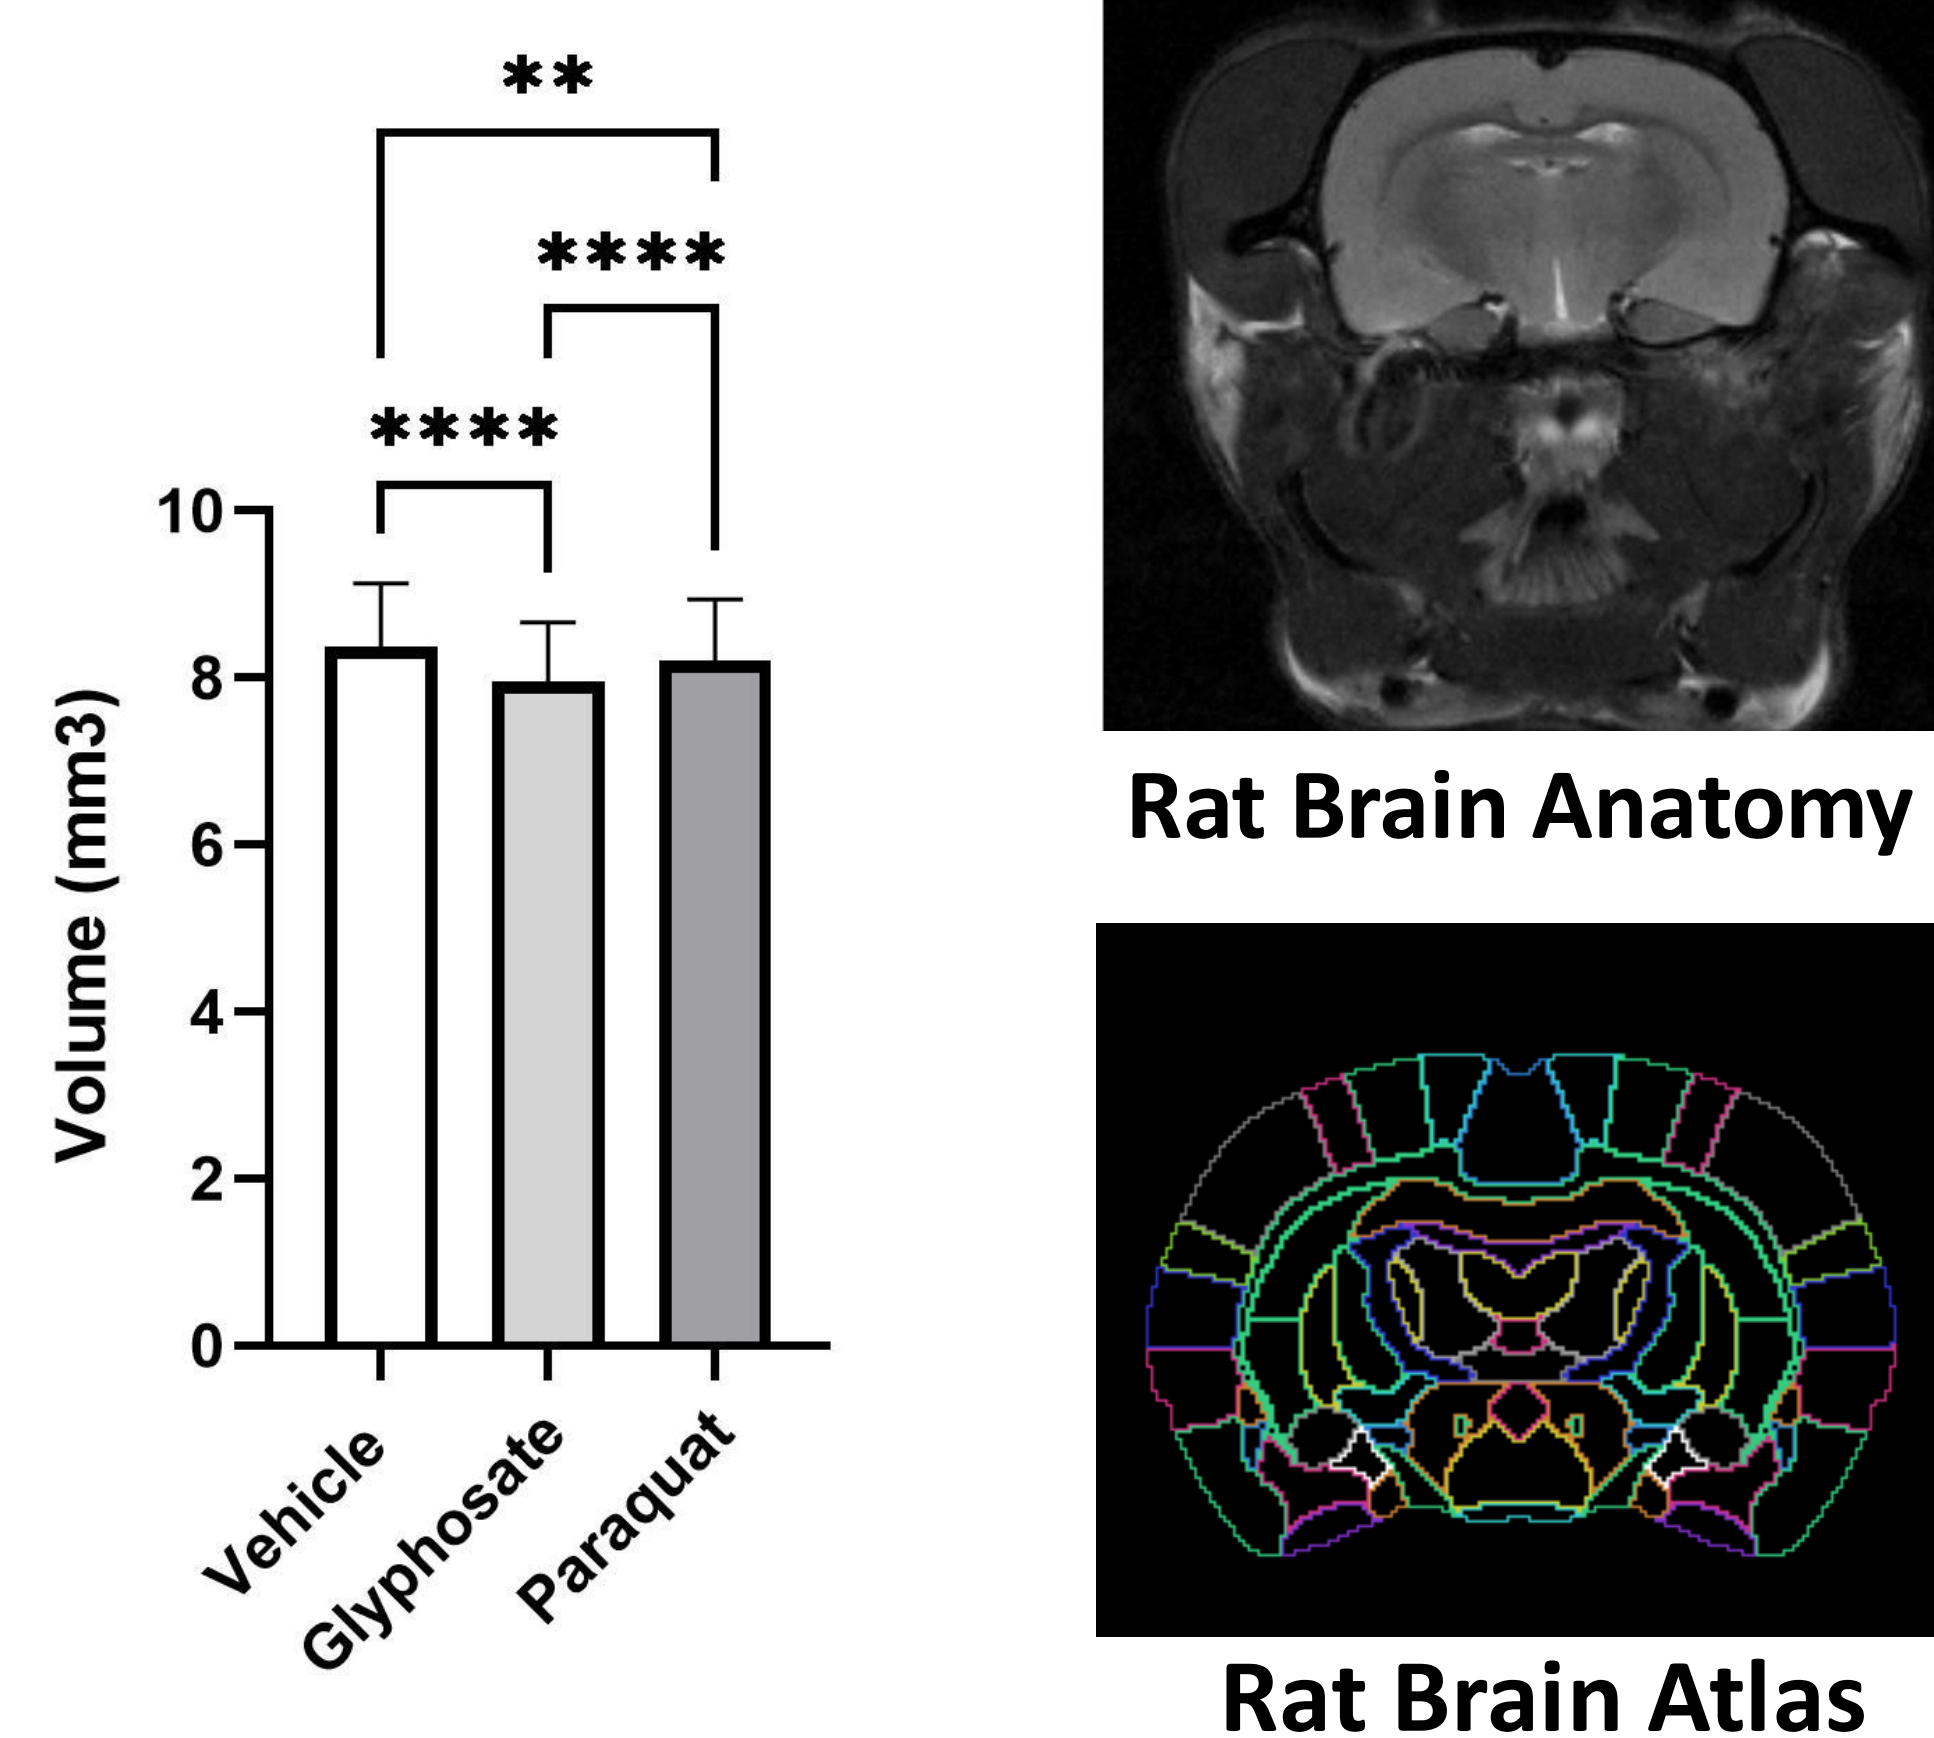 **
****
****
10
8
6
4
2
0
Volume (mm3)
Vehicle
Glyphosate
Paraquat
Rat Brain Anatomy
Rat Brain Atlas